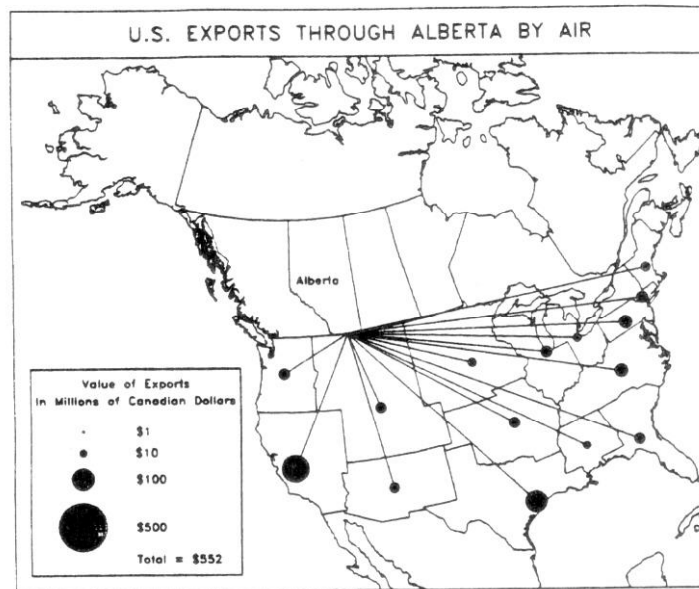 U.S. EXPORTS THROUGH ALBERTA BY AIR
Alberta
Value of Exports
In Millions of Canadian Dollars
$1
$10
$100
$500
Total = $552